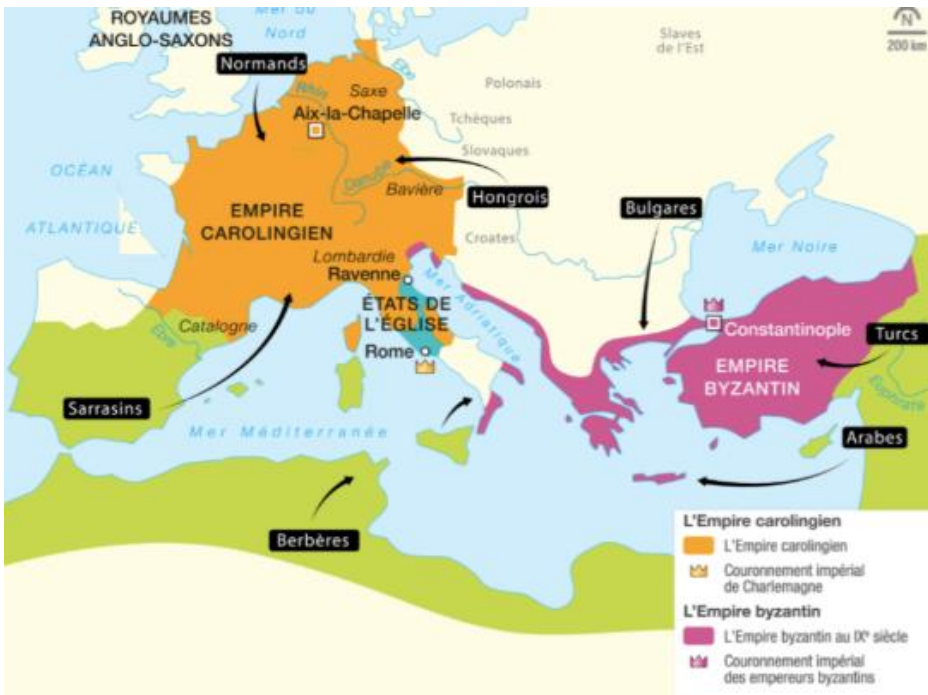 ROYAUMES
ANGLO-SAXONS
Mer du
Nord
N
200 km
Slaves
de l'Est
Normands
Elbe
Rhin
Saxe
Polonais
Aix-la-Chapelle
Tchèques
Slovaques
OCÉAN
ATLANTIQUE
Danube
Bavière
Hongrois
Bulgares
EMPIRE
CAROLINGIEN
Croates
Mer Noire
Lombardie
Ravenne
Mer Adriatique
ÉTATS DE
L'ÉGLISE
Catalogne
Èbre
Rome
Constantinople
Turcs
EMPIRE
BYZANTIN
Euphrate
Sarrasins
Mer Méditerranée
Arabes
Berbères
L'Empire carolingien
L'Empire carolingien
Couronnement impérial
de Charlemagne
L'Empire byzantin
L'Empire byzantin au IXe siècle
Couronnement impérial
des empereurs byzantins